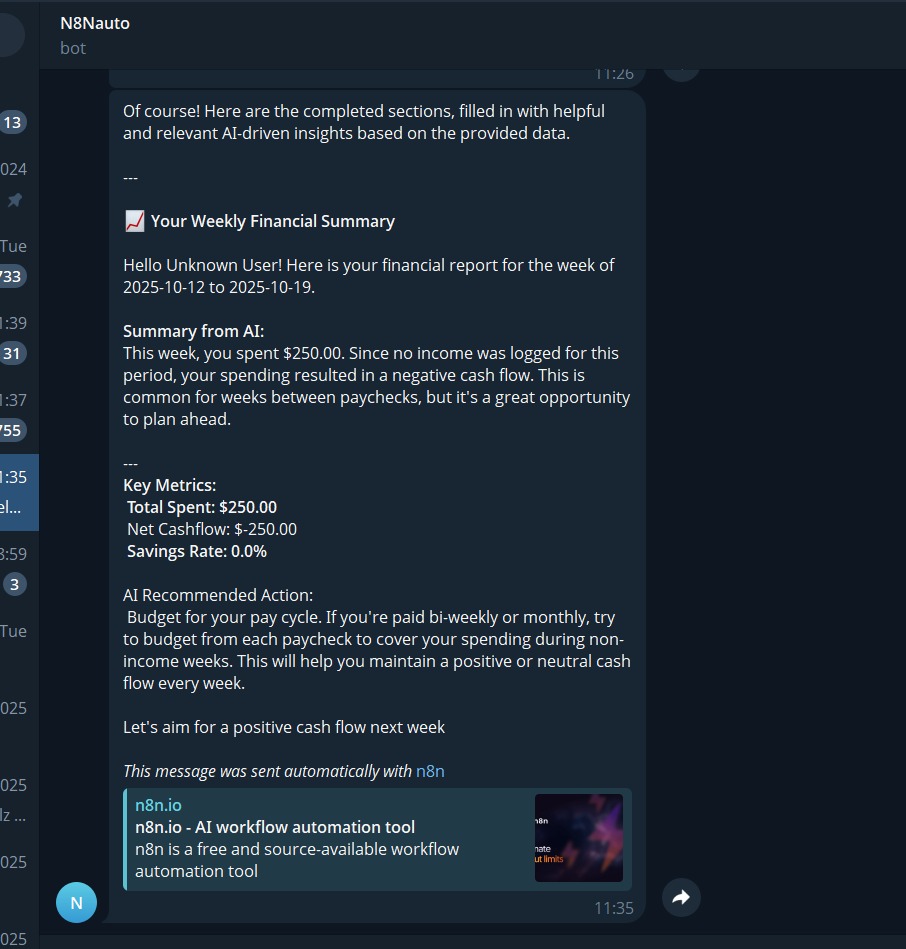 N8Nauto
bot
11:26
13
024
Tue
733
1:39
31
1:37
755
1:35
el...
3:59
3
Tue
025
025
lz ...
025
025
Of course! Here are the completed sections, filled in with helpful
and relevant AI-driven insights based on the provided data.
---
Your Weekly Financial Summary
Hello Unknown User! Here is your financial report for the week of
2025-10-12 to 2025-10-19.
Summary from AI:
This week, you spent $250.00. Since no income was logged for this
period, your spending resulted in a negative cash flow. This is
common for weeks between paychecks, but it's a great opportunity
to plan ahead.
---
Key Metrics:
Total Spent: $250.00
Net Cashflow: $-250.00
Savings Rate: 0.0%
AI Recommended Action:
Budget for your pay cycle. If you're paid bi-weekly or monthly, try
to budget from each paycheck to cover your spending during non-
income weeks. This will help you maintain a positive or neutral cash
flow every week.
Let's aim for a positive cash flow next week
This message was sent automatically with n8n
n8n.io
n8n.io - AI workflow automation tool
n8n is a free and source-available workflow
automation tool
n8n
nate
ut limits
N
11:35